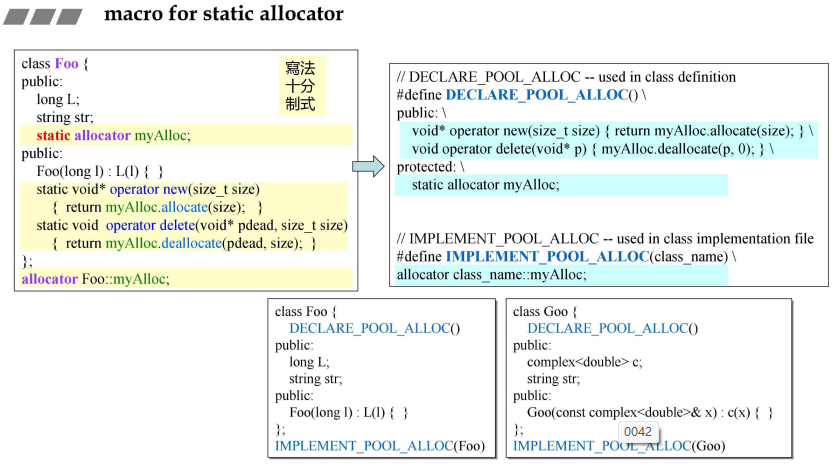 macro for static allocator
class Foo {
public:
long L;
string str;
static allocator myAlloc;
public:
Foo(long l) : L(l) { }
static void* operator new(size_t size)
{ return myAlloc.allocate(size); }
static void operator delete(void* pdead, size_t size)
{ return myAlloc.deallocate(pdead, size); }
};
allocator Foo::myAlloc;
寫法
十分
制式
// DECLARE_POOL_ALLOC -- used in class definition
#define DECLARE_POOL_ALLOC() \
public: \
void* operator new(size_t size) { return myAlloc.allocate(size); } \
void operator delete(void* p) { myAlloc.deallocate(p, 0); } \
protected: \
static allocator myAlloc;
// IMPLEMENT_POOL_ALLOC -- used in class implementation file
#define IMPLEMENT_POOL_ALLOC(class_name) \
allocator class_name::myAlloc;
class Foo {
DECLARE_POOL_ALLOC()
public:
long L;
string str;
public:
Foo(long l) : L(l) { }
};
IMPLEMENT_POOL_ALLOC(Foo)
class Goo {
DECLARE_POOL_ALLOC()
public:
complex<double> c;
string str;
public:
Goo(const complex<double>& x) : c(x) { }
};
IMPLEMENT_POOL_ALLOC(Goo)
0042